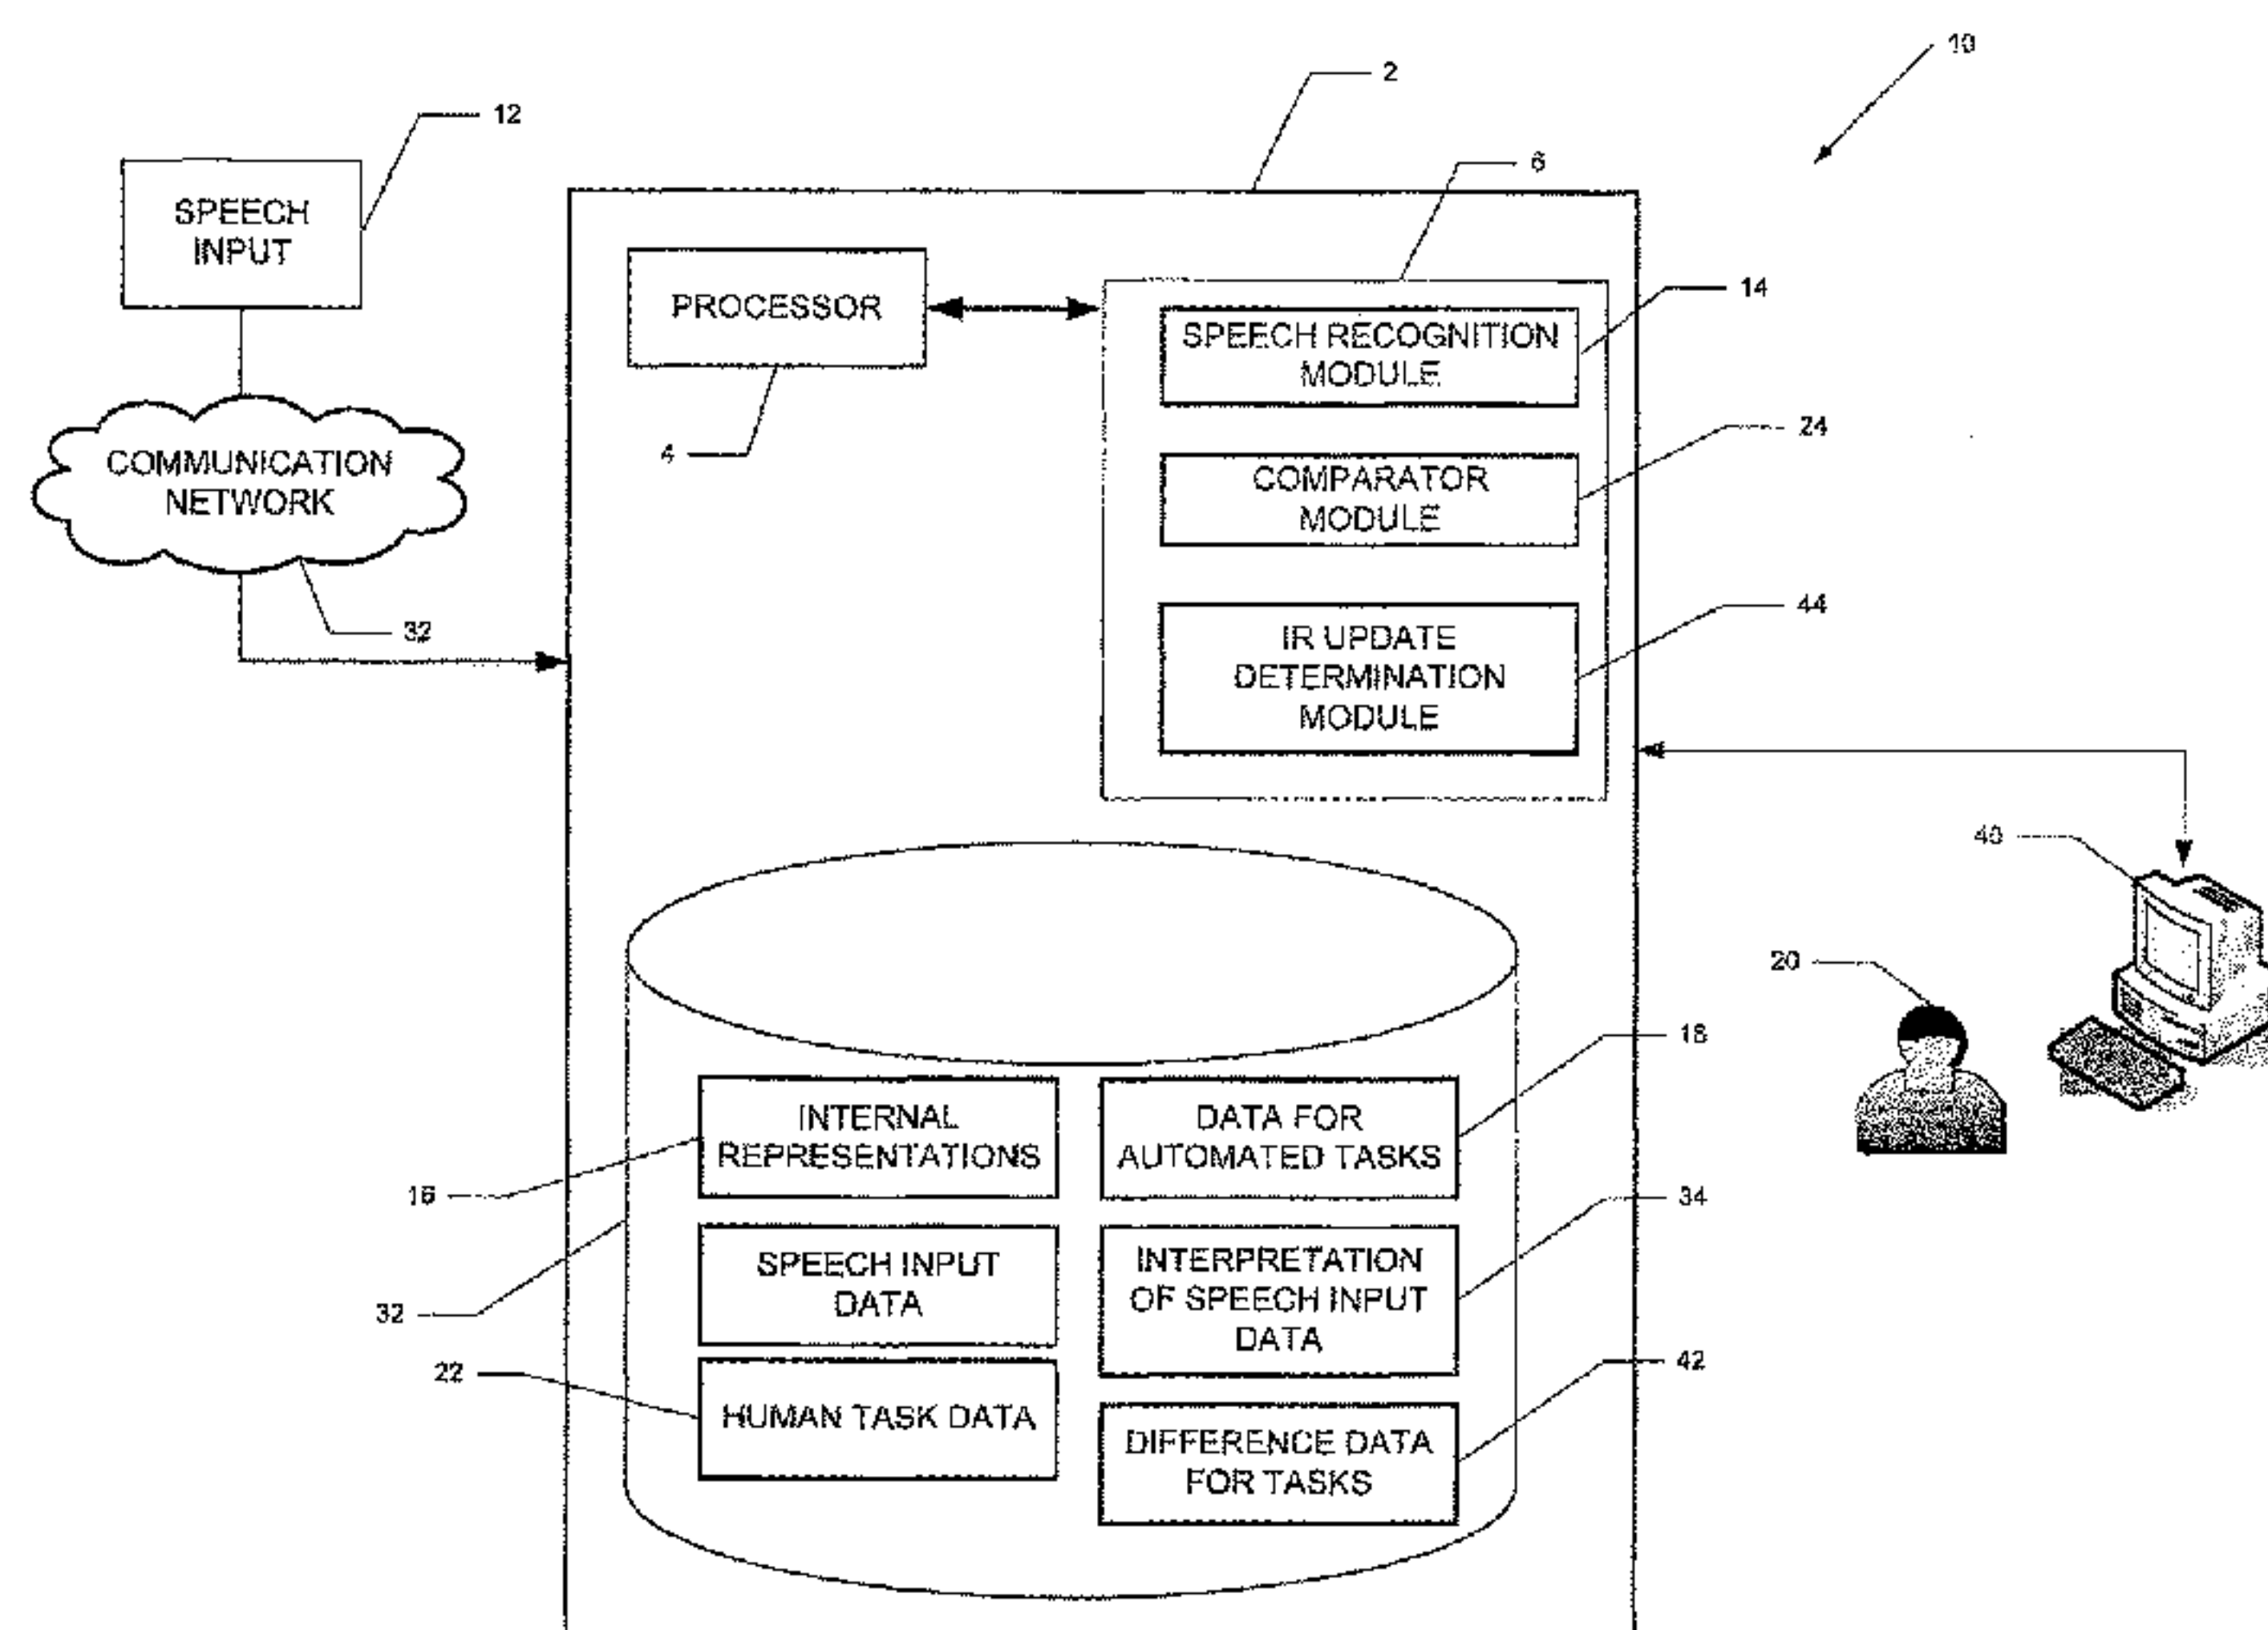 10
2
12
6
SPEECH
INPUT
PROCESSOR
14
SPEECH RECOGNITION
MODULE
4
24
COMMUNICATION
NETWORK
COMPARATOR
MODULE
32
44
IR UPDATE
DETERMINATION
MODULE
40
20
18
INTERNAL
REPRESENTATIONS
DATA FOR
AUTOMATED TASKS
16
34
SPEECH INPUT
DATA
INTERPRETATION
OF SPEECH INPUT
DATA
32
22
42
HUMAN TASK DATA
DIFFERENCE DATA
FOR TASKS